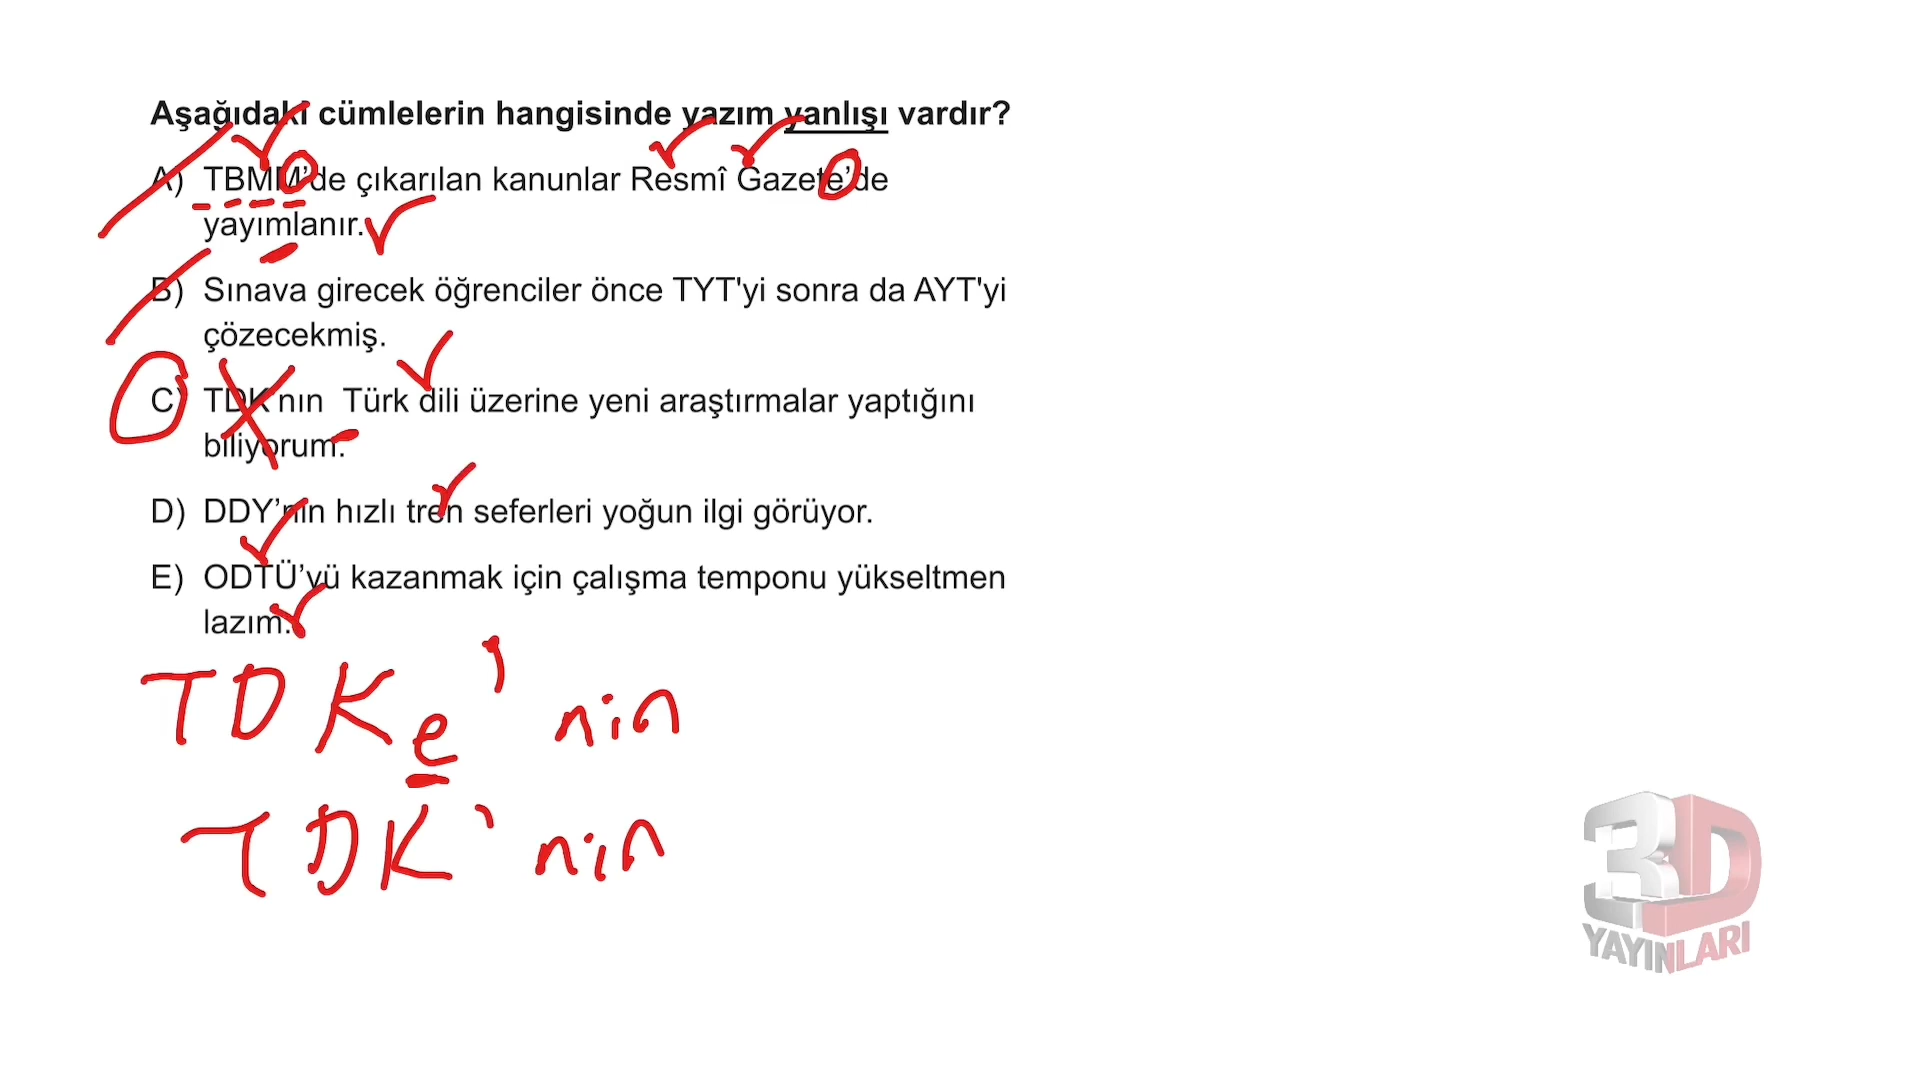 Aşağıdaki cümlelerin hangisinde yazım yanlışı vardır?
A) TBMM’de çıkarılan kanunlar Resmî Gazete’de
yayımlanır.
B) Sınava girecek öğrenciler önce TYT'yi sonra da AYT'yi
çözecekmiş.
C) TDK’nın Türk dili üzerine yeni araştırmalar yaptığını
biliyorum.
D) DDY’nin hızlı tren seferleri yoğun ilgi görüyor.
E) ODTÜ’yü kazanmak için çalışma temponu yükseltmen
lazım.
TDKe'nin
TDK'nin
3D
YAYINLARI